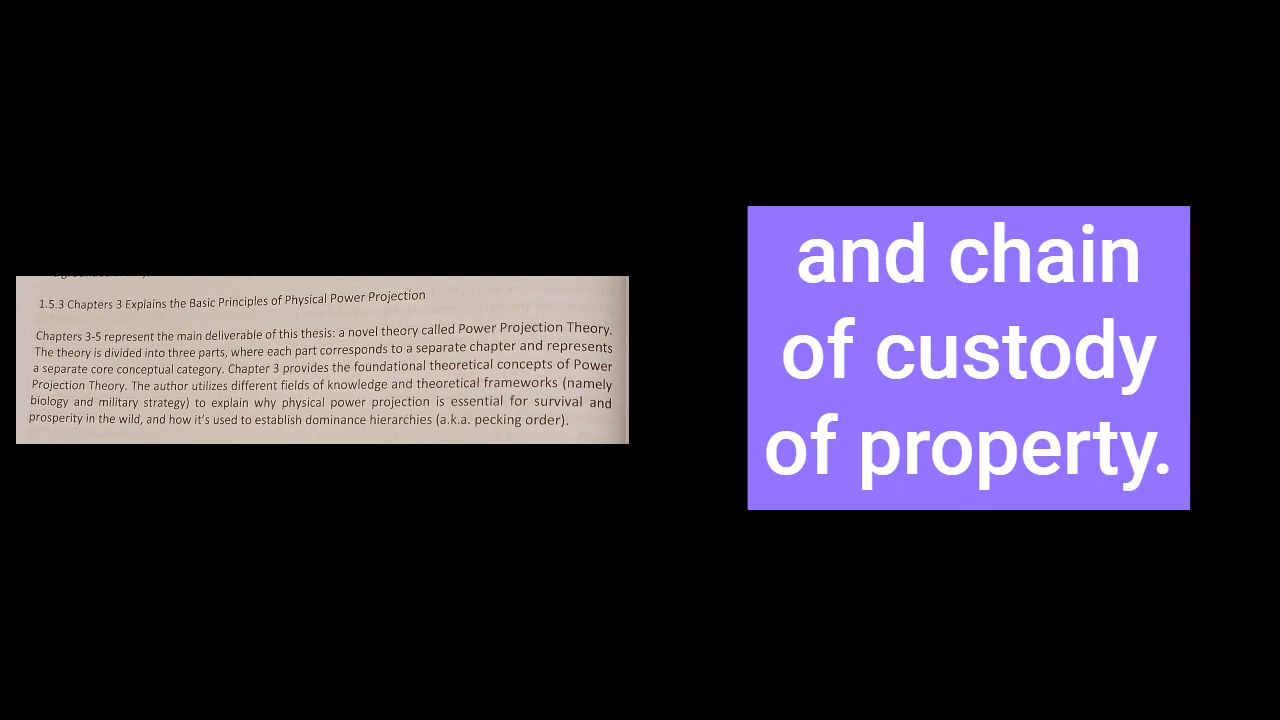 1.5.3 Chapters 3 Explains the Basic Principles of Physical Power Projection
Chapters 3-5 represent the main deliverable of this thesis: a novel theory called Power Projection Theory.
The theory is divided into three parts, where each part corresponds to a separate chapter and represents
a separate core conceptual category. Chapter 3 provides the foundational theoretical concepts of Power
Projection Theory. The author utilizes different fields of knowledge and theoretical frameworks (namely
biology and military strategy) to explain why physical power projection is essential for survival and
prosperity in the wild, and how it's used to establish dominance hierarchies (a.k.a. pecking order).
and chain
of custody
of property.